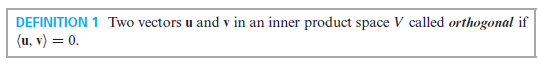 DEFINITION 1 Two vectors u and v in an inner product space V called orthogonal if
⟨u, v⟩ = 0.